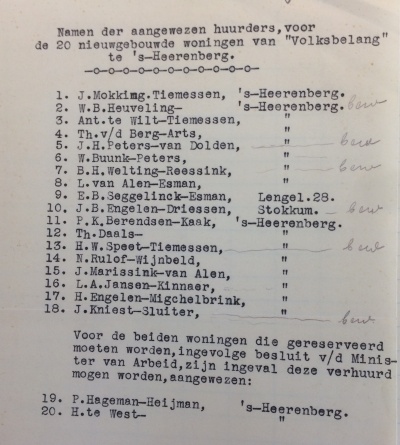 Namen der aangewezen huurders,voor
de 20 nieuwgebouwde woningen van "Volksbelang"
te 's-Heerenberg.
-o-o-o-o-o-o-o-o-o-o-o-
1. J.Mokking.Tiemessen, 's-Heerenberg.
2. W.B.Heuveling- 's-Heerenberg.
3. Ant.te Wilt-Tiemessen, "
4. Th.v/d Berg-Arts, "
5. J.H.Peters-van Dolden, "
6. W.Buunk-Peters, "
7. B.H.Welting-Reessink, "
8. L.van Alen-Esman, "
9. E.B.Seggelinck-Esman, Lengel.28.
10. J.B.Engelen-Driessen, Stokkum.
11. P.K.Berendsen-Kaak, 's-Heerenberg.
12. Th.Daals- "
13. H.W.Speet-Tiemessen, "
14. N.Rulof-Wijnbeld, "
15. J.Marissink-van Alen, "
16. L.A.Jansen-Kinnaer, "
17. H.Engelen-Migchelbrink, "
18. J.Kniest-Sluiter, "
Voor de beiden woningen die gereserveerd
moeten worden,ingevolge besluit v/d Minis-
ter van Arbeid,zijn ingeval deze verhuurd
mogen worden,aangewezen:
19. P.Hageman-Heijman, 's-Heerenberg.
20. H.te West- "